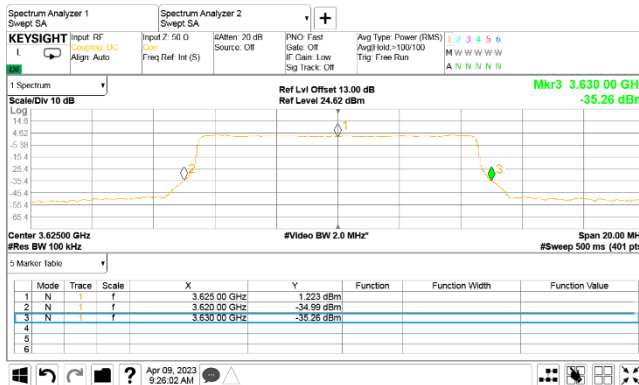 Spectrum Analyzer 1
Swept SA
Spectrum Analyzer 2
Swept SA
KEYSIGHT
L
Input: RF
Coupling: DC
Align: Auto
Input Z: 50 Ω
Corr
Freq Ref: Int (S)
#Atten: 20 dB
Source: Off
PNO: Fast
Gate: Off
IF Gain: Low
Sig Track: Off
Avg Type: Power (RMS)
Avg|Hold:>100/100
Trig: Free Run
1 2 3 4 5 6
M W W W W W
A N N N N N
1 Spectrum
Scale/Div 10 dB
Ref Lvl Offset 13.00 dB
Ref Level 24.62 dBm
Mkr3 3.630 00 GH
-35.26 dBm
Log
14.6
4.62
-5.38
-15.4
-25.4
-35.4
-45.4
-55.4
-65.4
1
2
3
Center 3.62500 GHz
#Video BW 2.0 MHz*
Span 20.00 MH
#Res BW 100 kHz
#Sweep 500 ms (401 pts
5 Marker Table
Mode Trace Scale X Y Function Function Width Function Value
1 N 1 f 3.625 00 GHz 1.223 dBm
2 N 1 f 3.620 00 GHz -34.99 dBm
3 N 1 f 3.630 00 GHz -35.26 dBm
4
5
6
?
Apr 09, 2023
9:26:02 AM